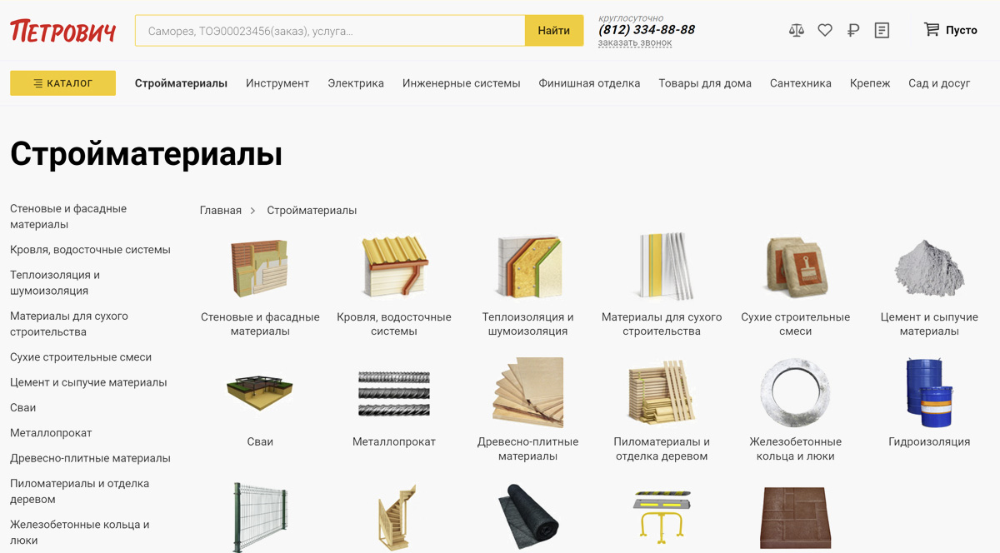 ПЕТРОВИЧ
Саморез, ТОЭ00023456(заказ), услуга...
Найти
круглосуточно
(812) 334-88-88
заказать звонок
Пусто
КАТАЛОГ
Стройматериалы
Инструмент
Электрика
Инженерные системы
Финишная отделка
Товары для дома
Сантехника
Крепеж
Сад и досуг
Стройматериалы
Стеновые и фасадные
материалы
Кровля, водосточные системы
Теплоизоляция и
шумоизоляция
Материалы для сухого
строительства
Сухие строительные смеси
Цемент и сыпучие материалы
Сваи
Металлопрокат
Древесно-плитные материалы
Пиломатериалы и отделка
деревом
Железобетонные кольца и
люки
Главная > Стройматериалы
Стеновые и фасадные
материалы
Кровля, водосточные
системы
Теплоизоляция и
шумоизоляция
Материалы для сухого
строительства
Сухие строительные
смеси
Цемент и сыпучие
материалы
Сваи
Металлопрокат
Древесно-плитные
материалы
Пиломатериалы и
отделка деревом
Железобетонные
кольца и люки
Гидроизоляция